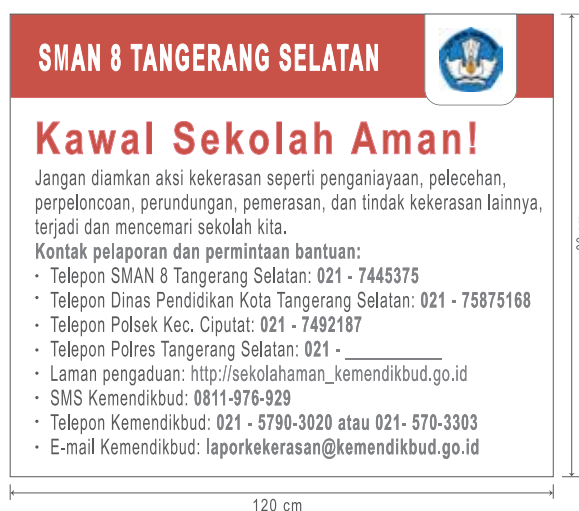 SMAN 8 TANGERANG SELATAN
Kawal Sekolah Aman!
Jangan diamkan aksi kekerasan seperti penganiayaan, pelecehan,
perpeloncoan, perundungan, pemerasan, dan tindak kekerasan lainnya,
terjadi dan mencemari sekolah kita.
Kontak pelaporan dan permintaan bantuan:
· Telepon SMAN 8 Tangerang Selatan: 021 - 7445375
· Telepon Dinas Pendidikan Kota Tangerang Selatan: 021 - 75875168
· Telepon Polsek Kec. Ciputat: 021 - 7492187
· Telepon Polres Tangerang Selatan: 021 - __________
· Laman pengaduan: http://sekolahaman_kemendikbud.go.id
· SMS Kemendikbud: 0811-976-929
· Telepon Kemendikbud: 021 - 5790-3020 atau 021- 570-3303
· E-mail Kemendikbud: laporkekerasan@kemendikbud.go.id
120 cm